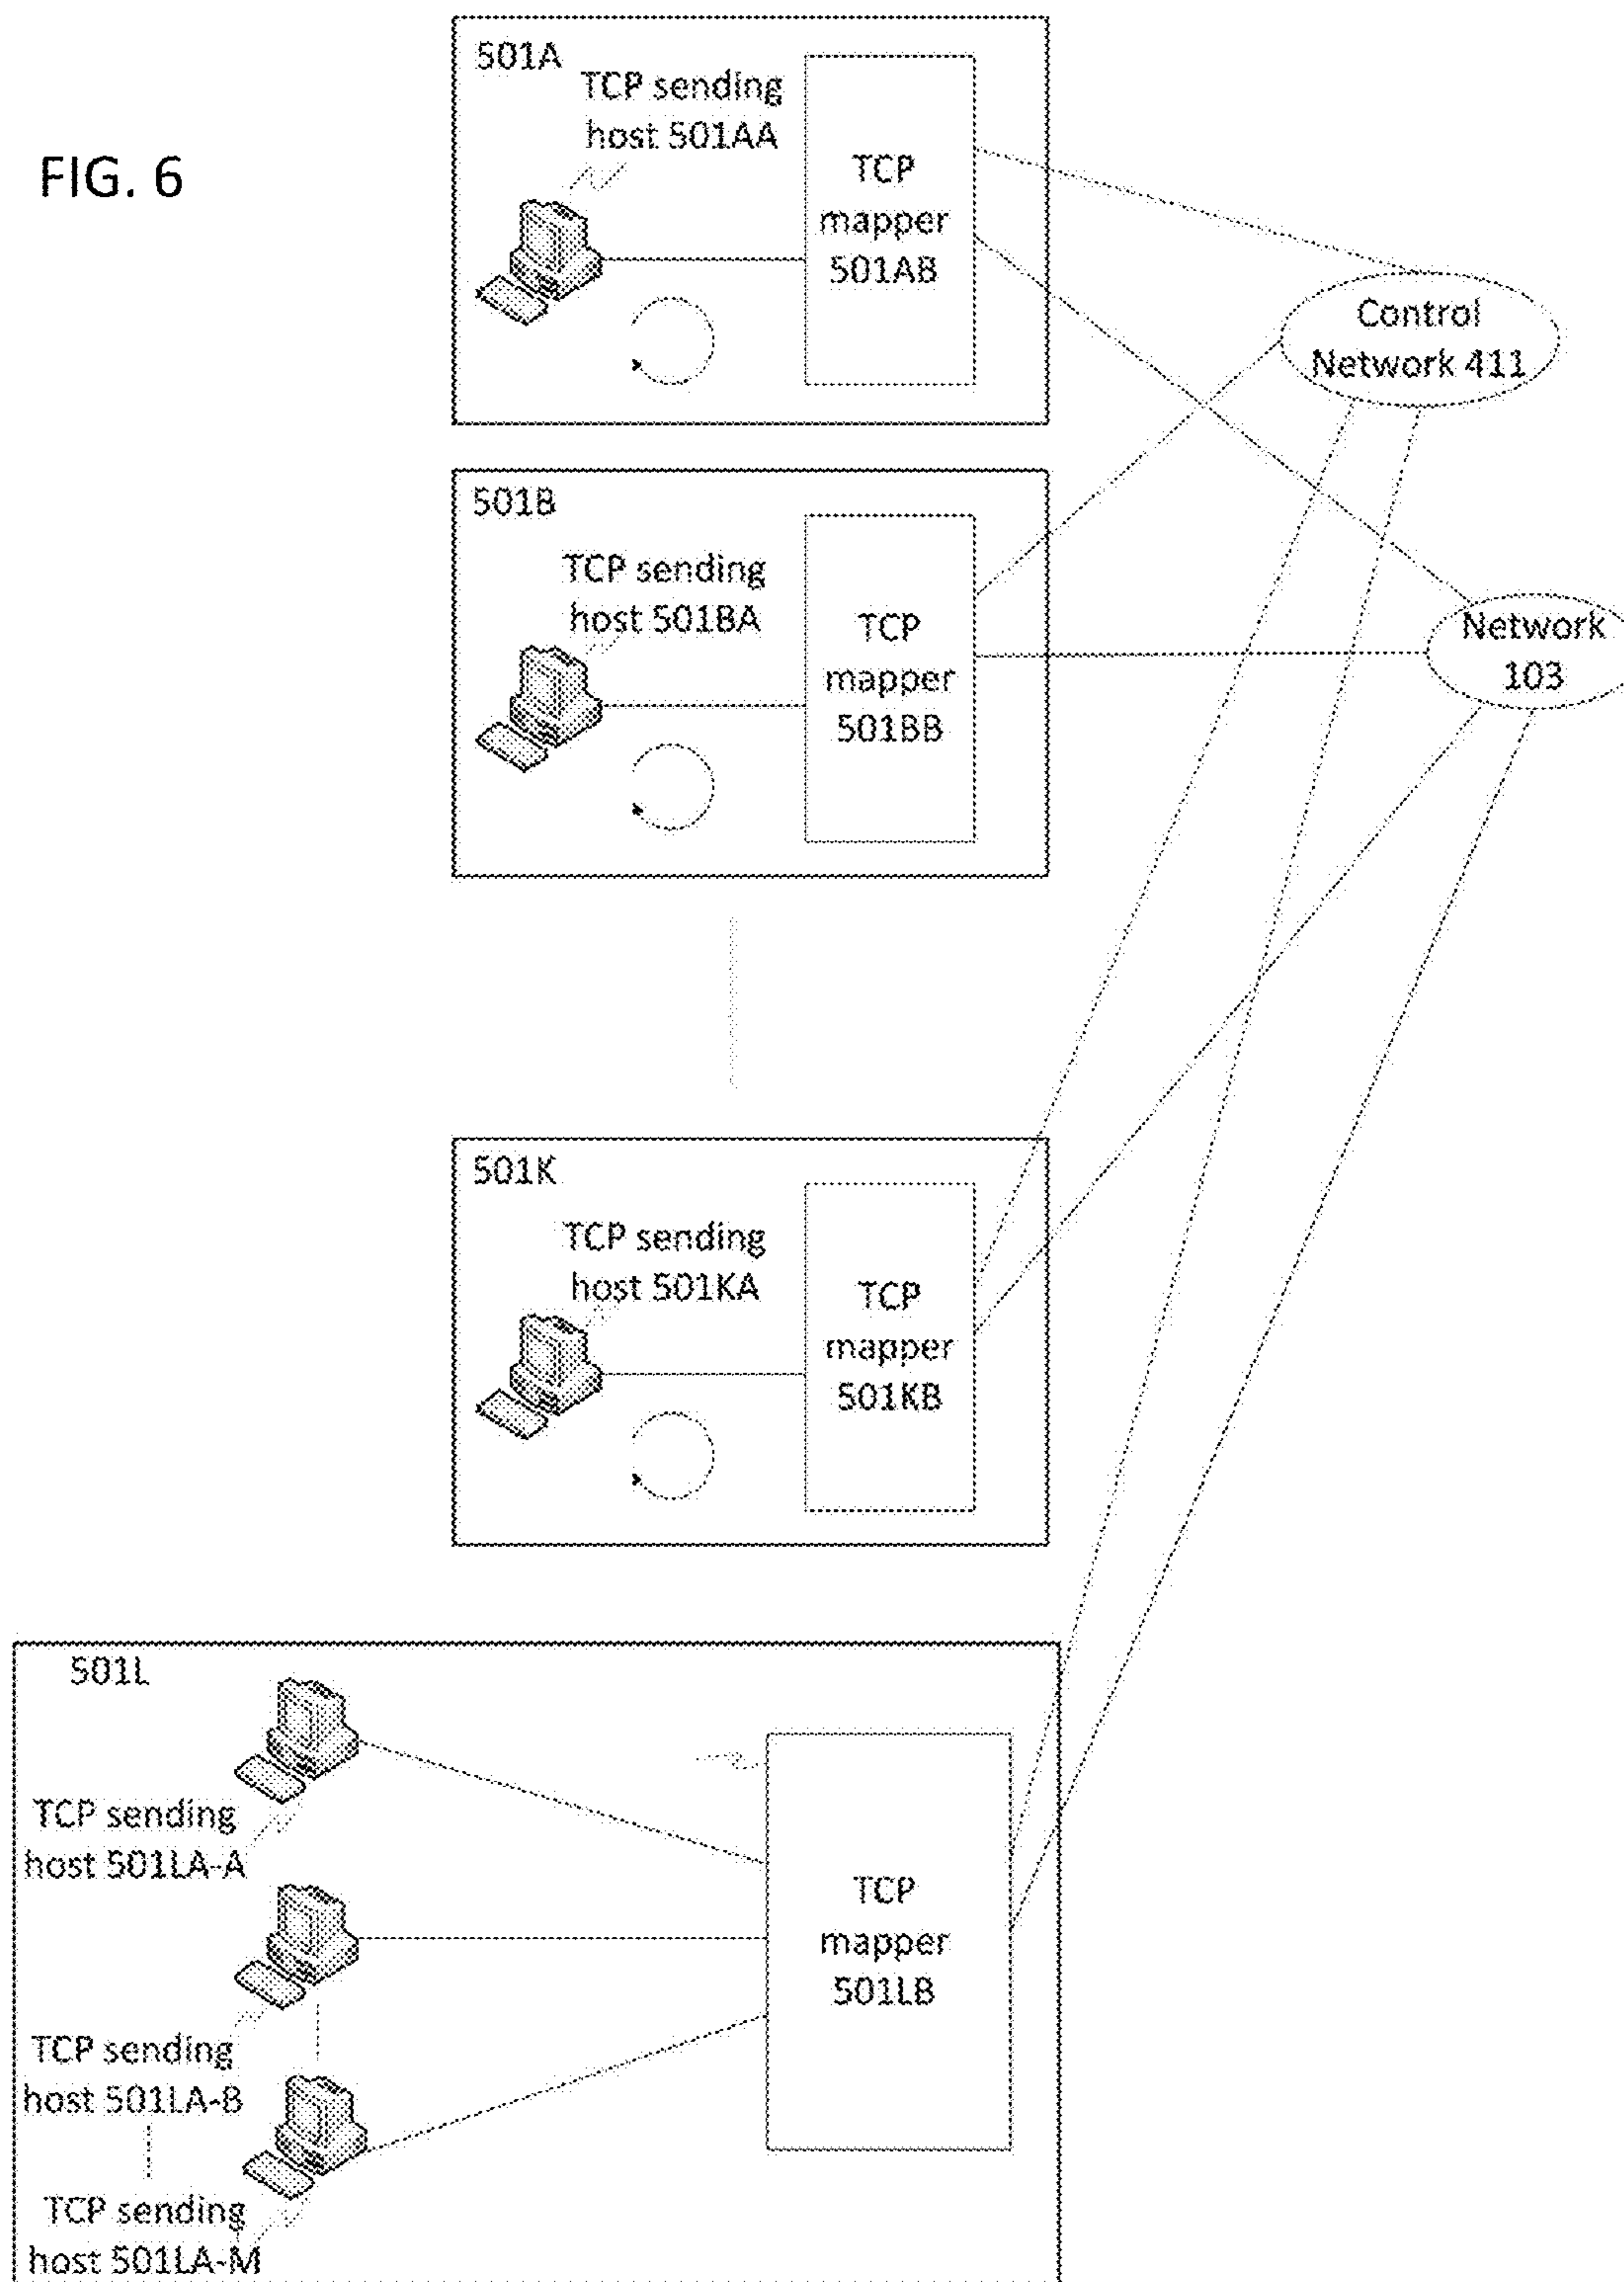 FIG. 6
501A
TCP sending
host 501AA
TCP
mapper
501AB
Control
Network 411
501B
TCP sending
host 501BA
TCP
mapper
501BB
Network
103
501K
TCP sending
host 501KA
TCP
mapper
501KB
501L
TCP sending
host 501LA-A
TCP
mapper
501LB
TCP sending
host 501LA-B
TCP sending
host 501LA-M